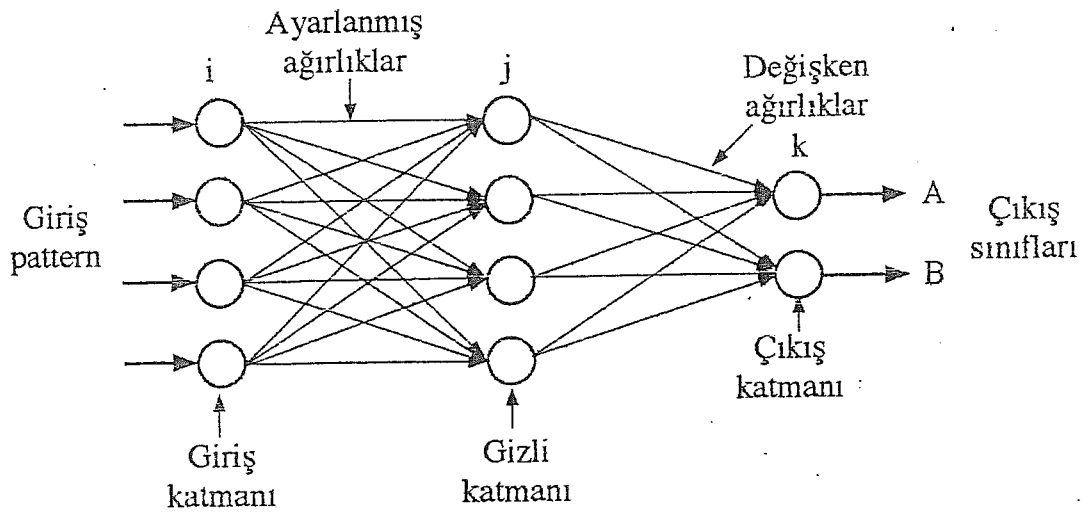 Ayarlanmış
ağırlıklar
i
j
Değişken
ağırlıklar
k
Giriş
pattern
A
B
Çıkış
sınıfları
Çıkış
katmanı
Giriş
katmanı
Gizli
katmanı